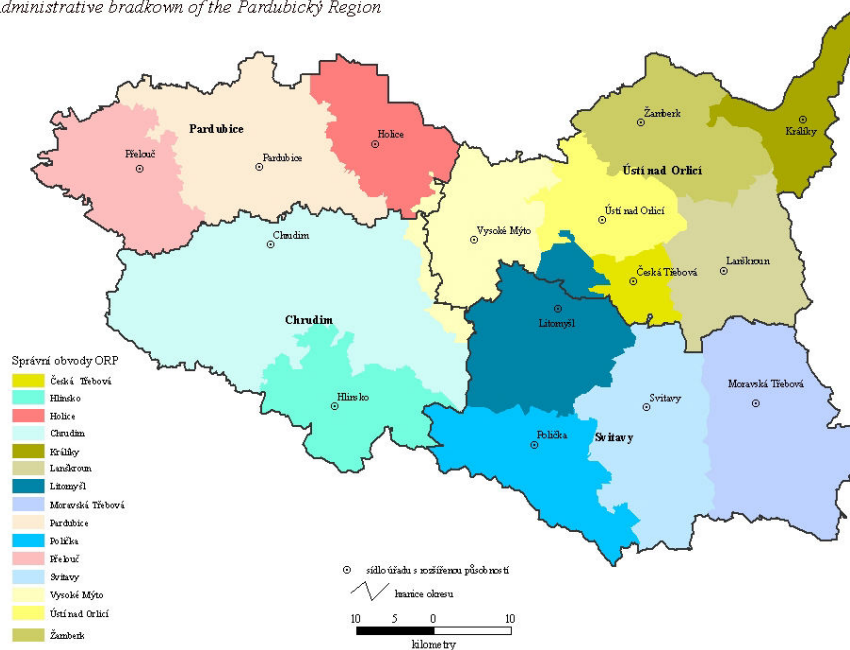 dministrative bradkown of the Pardubický Region
Žamberk
Králíky
Pardubice
Holice
Přelouč
Pardubice
Ústí nad Orlicí
Ústí nad Orlicí
Chrudim
Vysoké Mýto
Lanškroun
Česká Třebová
Chrudim
Litomyšl
Správní obvody ORP
Česká Třebová
Hlinsko
Holice
Chrudim
Králíky
Lanškroun
Litomyšl
Moravská Třebová
Pardubice
Polička
Přelouč
Svitavy
Vysoké Mýto
Ústí nad Orlicí
Žamberk
Moravská Třebová
Hlinsko
Svitavy
Polička
Svitavy
sídlo úřadu s rozšířenou působností
hranice okresu
10 5 0 10
kilometry